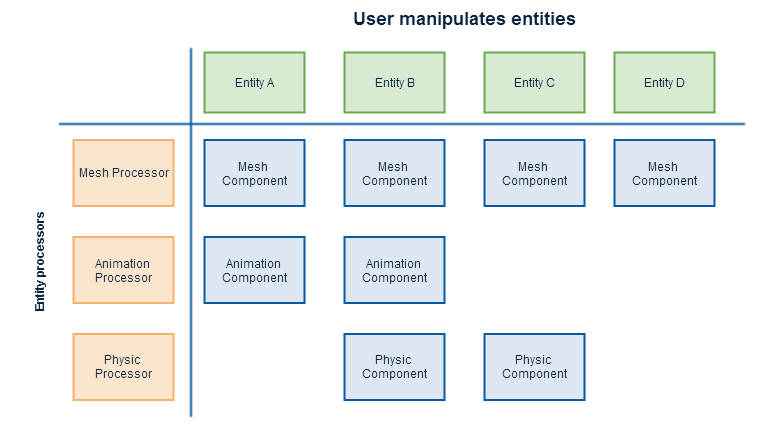 User manipulates entities
Entity A
Entity B
Entity C
Entity D
Entity processors
Mesh Processor
Mesh
Component
Mesh
Component
Mesh
Component
Mesh
Component
Animation
Processor
Animation
Component
Animation
Component
Physic
Processor
Physic
Component
Physic
Component